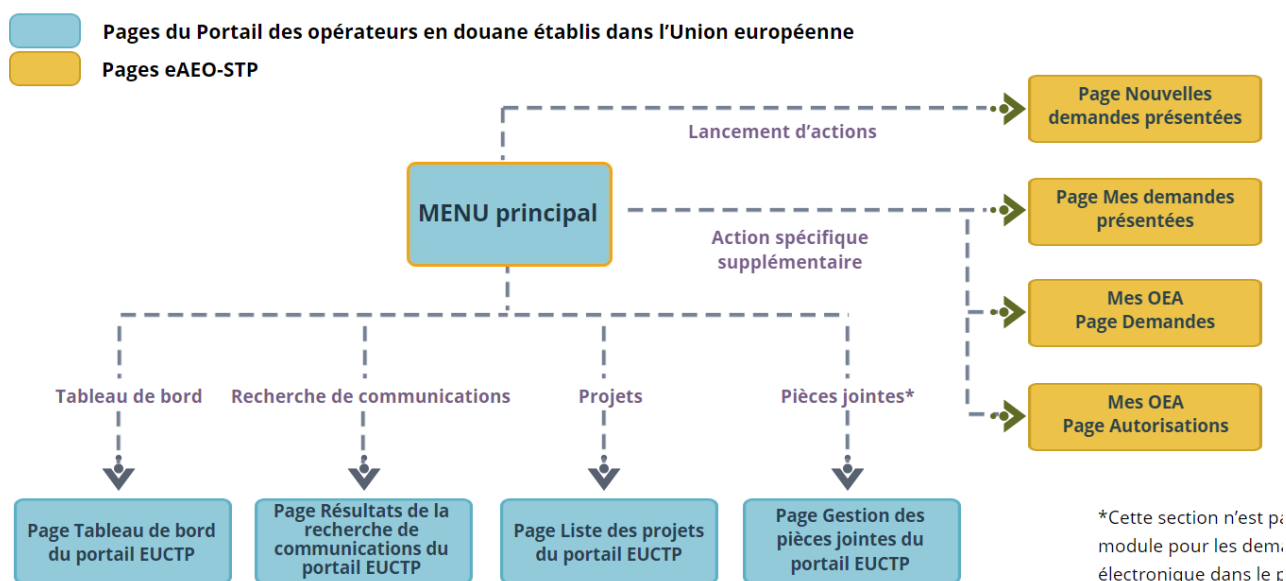 Pages du Portail des opérateurs en douane établis dans l'Union européenne
Pages eAEO-STP
Page Nouvelles
demandes présentées
Lancement d'actions
MENU principal
Page Mes demandes
présentées
Action spécifique
supplémentaire
Mes OEA
Page Demandes
Tableau de bord
Recherche de communications
Projets
Pièces jointes*
Mes OEA
Page Autorisations
Page Tableau de bord
du portail EUCTP
Page Résultats de la
recherche de
communications du
portail EUCTP
Page Liste des projets
du portail EUCTP
Page Gestion des
pièces jointes du
portail EUCTP
*Cette section n'est
module pour les
électronique dans le